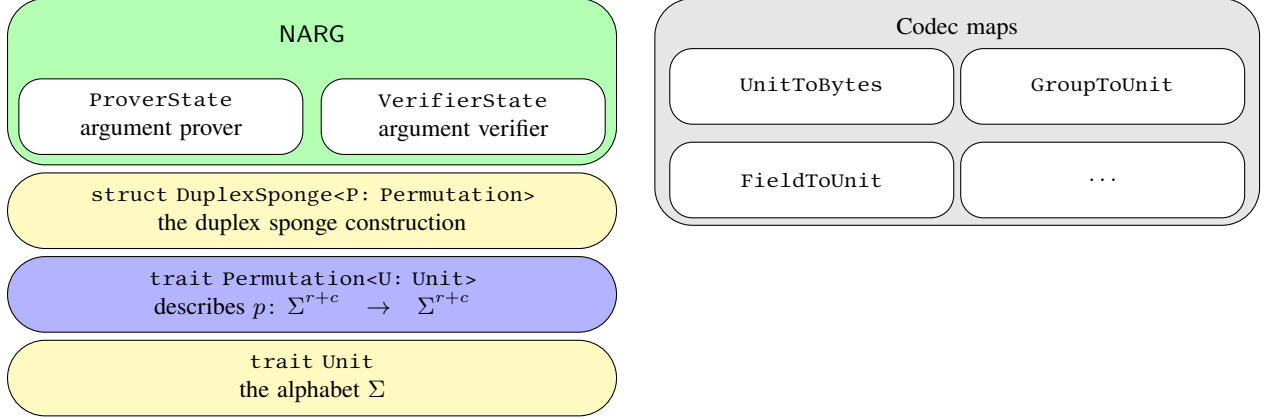 NARG
ProverState
argument prover
VerifierState
argument verifier
struct DuplexSponge<P: Permutation>
the duplex sponge construction
trait Permutation<U: Unit>
describes p: Σ^{r+c} → Σ^{r+c}
trait Unit
the alphabet Σ
Codec maps
UnitToBytes
GroupToUnit
FieldToUnit
···